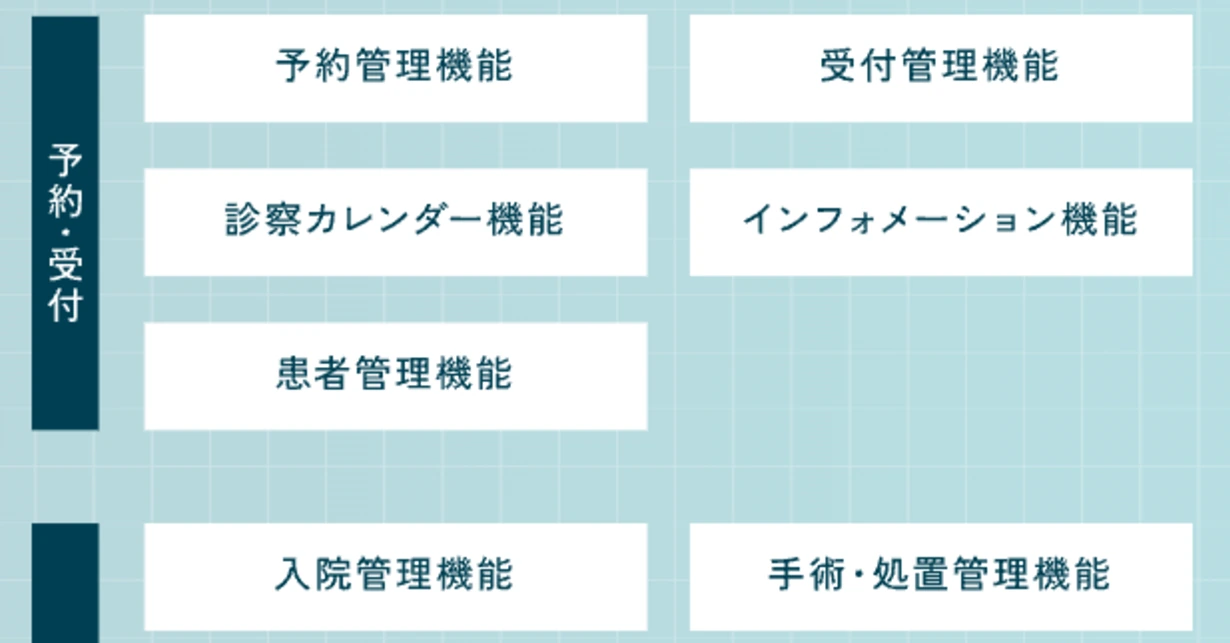 予約・受付
予約管理機能
受付管理機能
診察カレンダー機能
インフォメーション機能
患者管理機能
入院管理機能
手術・処置管理機能